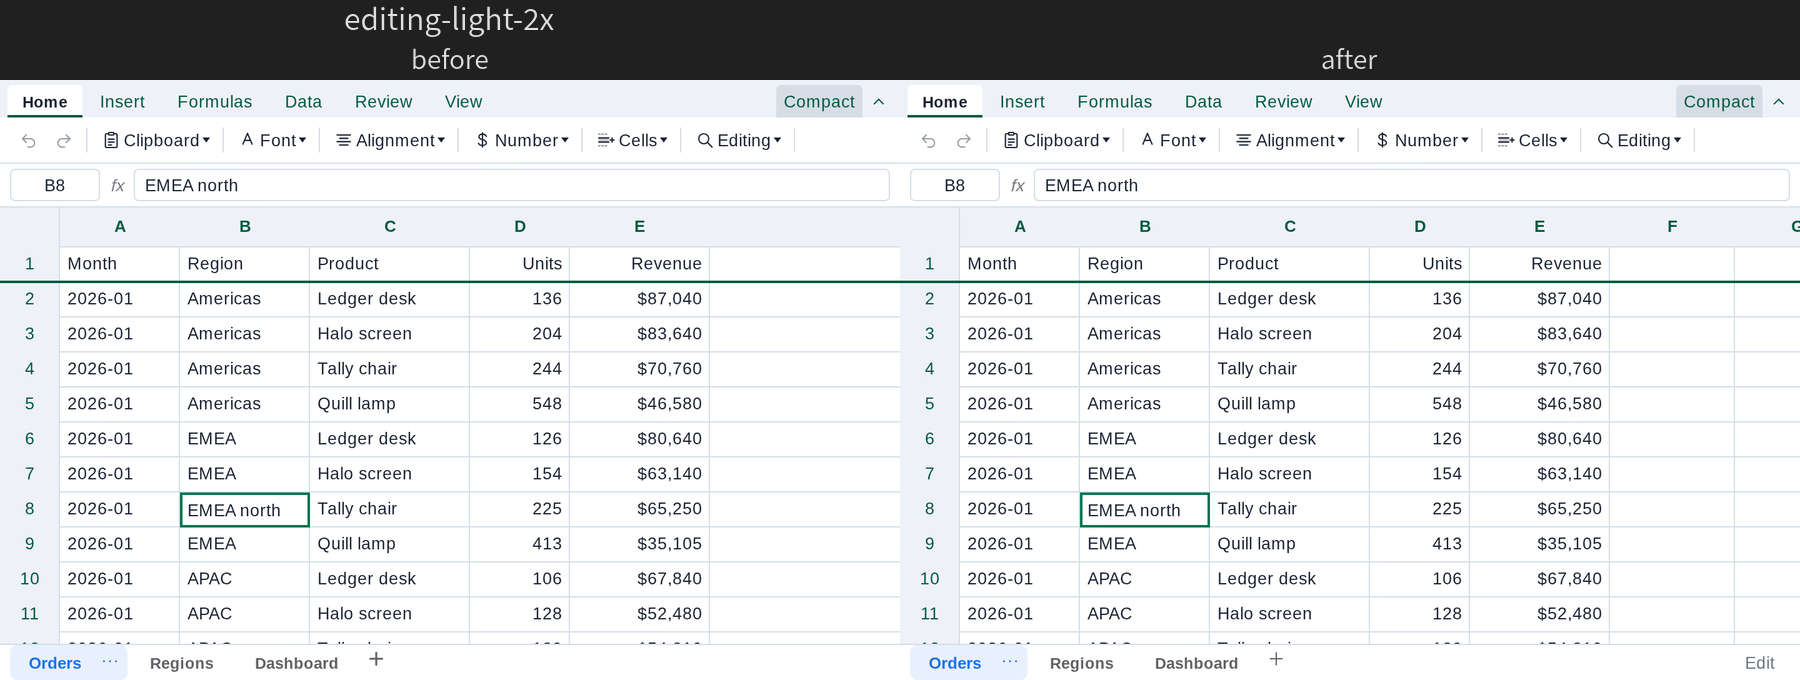 editing-light-2x
before after
Home Insert Formulas Data Review View Compact Home Insert Formulas Data Review View Compact
Clipboard Font Alignment Number Cells Editing Clipboard Font Alignment Number Cells Editing
B8 fx EMEA north B8 fx EMEA north
A B C D E A B C D E F
1 Month Region Product Units Revenue 1 Month Region Product Units Revenue
2 2026-01 Americas Ledger desk 136 $87,040 2 2026-01 Americas Ledger desk 136 $87,040
3 2026-01 Americas Halo screen 204 $83,640 3 2026-01 Americas Halo screen 204 $83,640
4 2026-01 Americas Tally chair 244 $70,760 4 2026-01 Americas Tally chair 244 $70,760
5 2026-01 Americas Quill lamp 548 $46,580 5 2026-01 Americas Quill lamp 548 $46,580
6 2026-01 EMEA Ledger desk 126 $80,640 6 2026-01 EMEA Ledger desk 126 $80,640
7 2026-01 EMEA Halo screen 154 $63,140 7 2026-01 EMEA Halo screen 154 $63,140
8 2026-01 EMEA north Tally chair 225 $65,250 8 2026-01 EMEA north Tally chair 225 $65,250
9 2026-01 EMEA Quill lamp 413 $35,105 9 2026-01 EMEA Quill lamp 413 $35,105
10 2026-01 APAC Ledger desk 106 $67,840 10 2026-01 APAC Ledger desk 106 $67,840
11 2026-01 APAC Halo screen 128 $52,480 11 2026-01 APAC Halo screen 128 $52,480
Orders ··· Regions Dashboard + Orders ··· Regions Dashboard + Edit